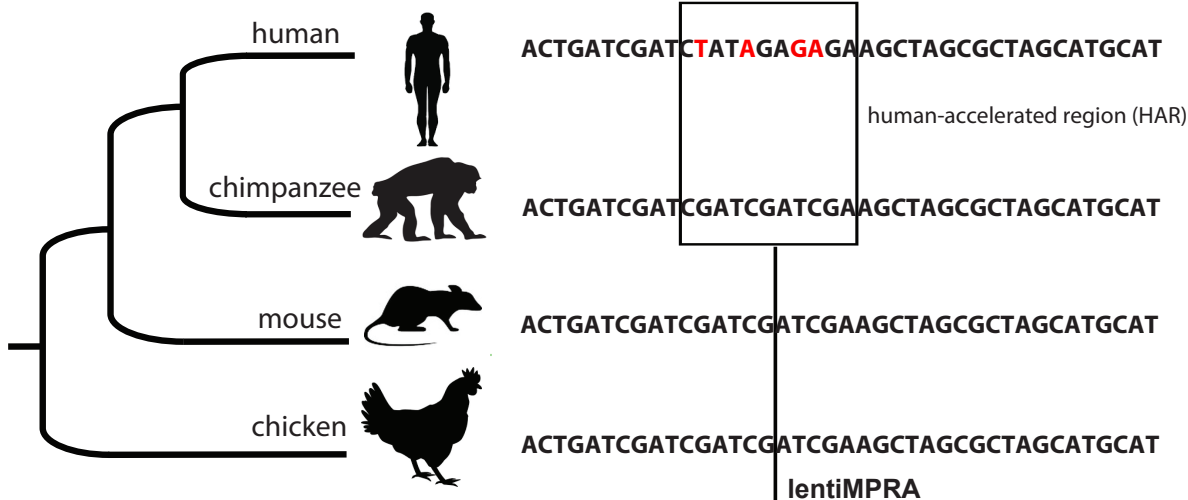 human
ACTGATCGATCTATAGAGAGAAGCTAGCGCTAGCATGCAT
human-accelerated region (HAR)
chimpanzee
ACTGATCGATCGATCGATCGAAGCTAGCGCTAGCATGCAT
mouse
ACTGATCGATCGATCGATCGAAGCTAGCGCTAGCATGCAT
chicken
ACTGATCGATCGATCGATCGAAGCTAGCGCTAGCATGCAT
lentiMPRA